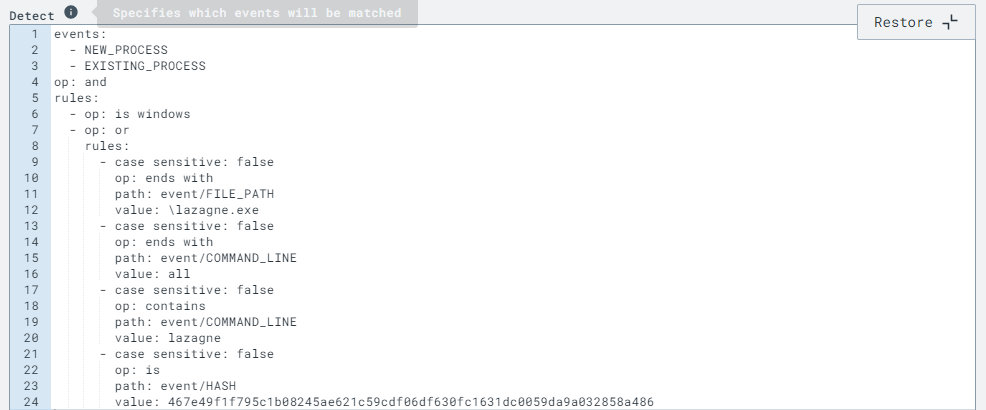 Detect Specifies which events will be matched
Restore
1 events:
2 - NEW_PROCESS
3 - EXISTING_PROCESS
4 op: and
5 rules:
6 - op: is windows
7 - op: or
8 rules:
9 - case sensitive: false
10 op: ends with
11 path: event/FILE_PATH
12 value: \lazagne.exe
13 - case sensitive: false
14 op: ends with
15 path: event/COMMAND_LINE
16 value: all
17 - case sensitive: false
18 op: contains
19 path: event/COMMAND_LINE
20 value: lazagne
21 - case sensitive: false
22 op: is
23 path: event/HASH
24 value: 467e49f1f795c1b08245ae621c59cdf06df630fc1631dc0059da9a032858a486